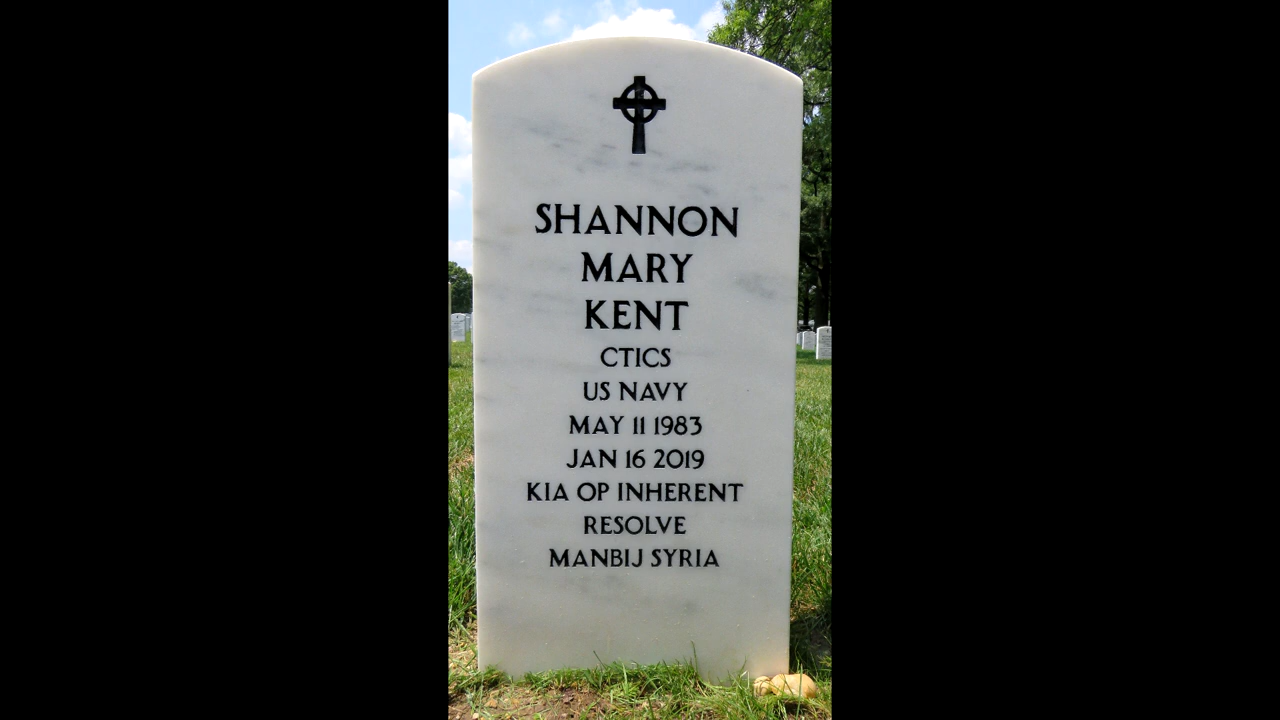 SHANNON
MARY
KENT
CTICS
US NAVY
MAY 11 1983
JAN 16 2019
KIA OP INHERENT
RESOLVE
MANBIJ SYRIA